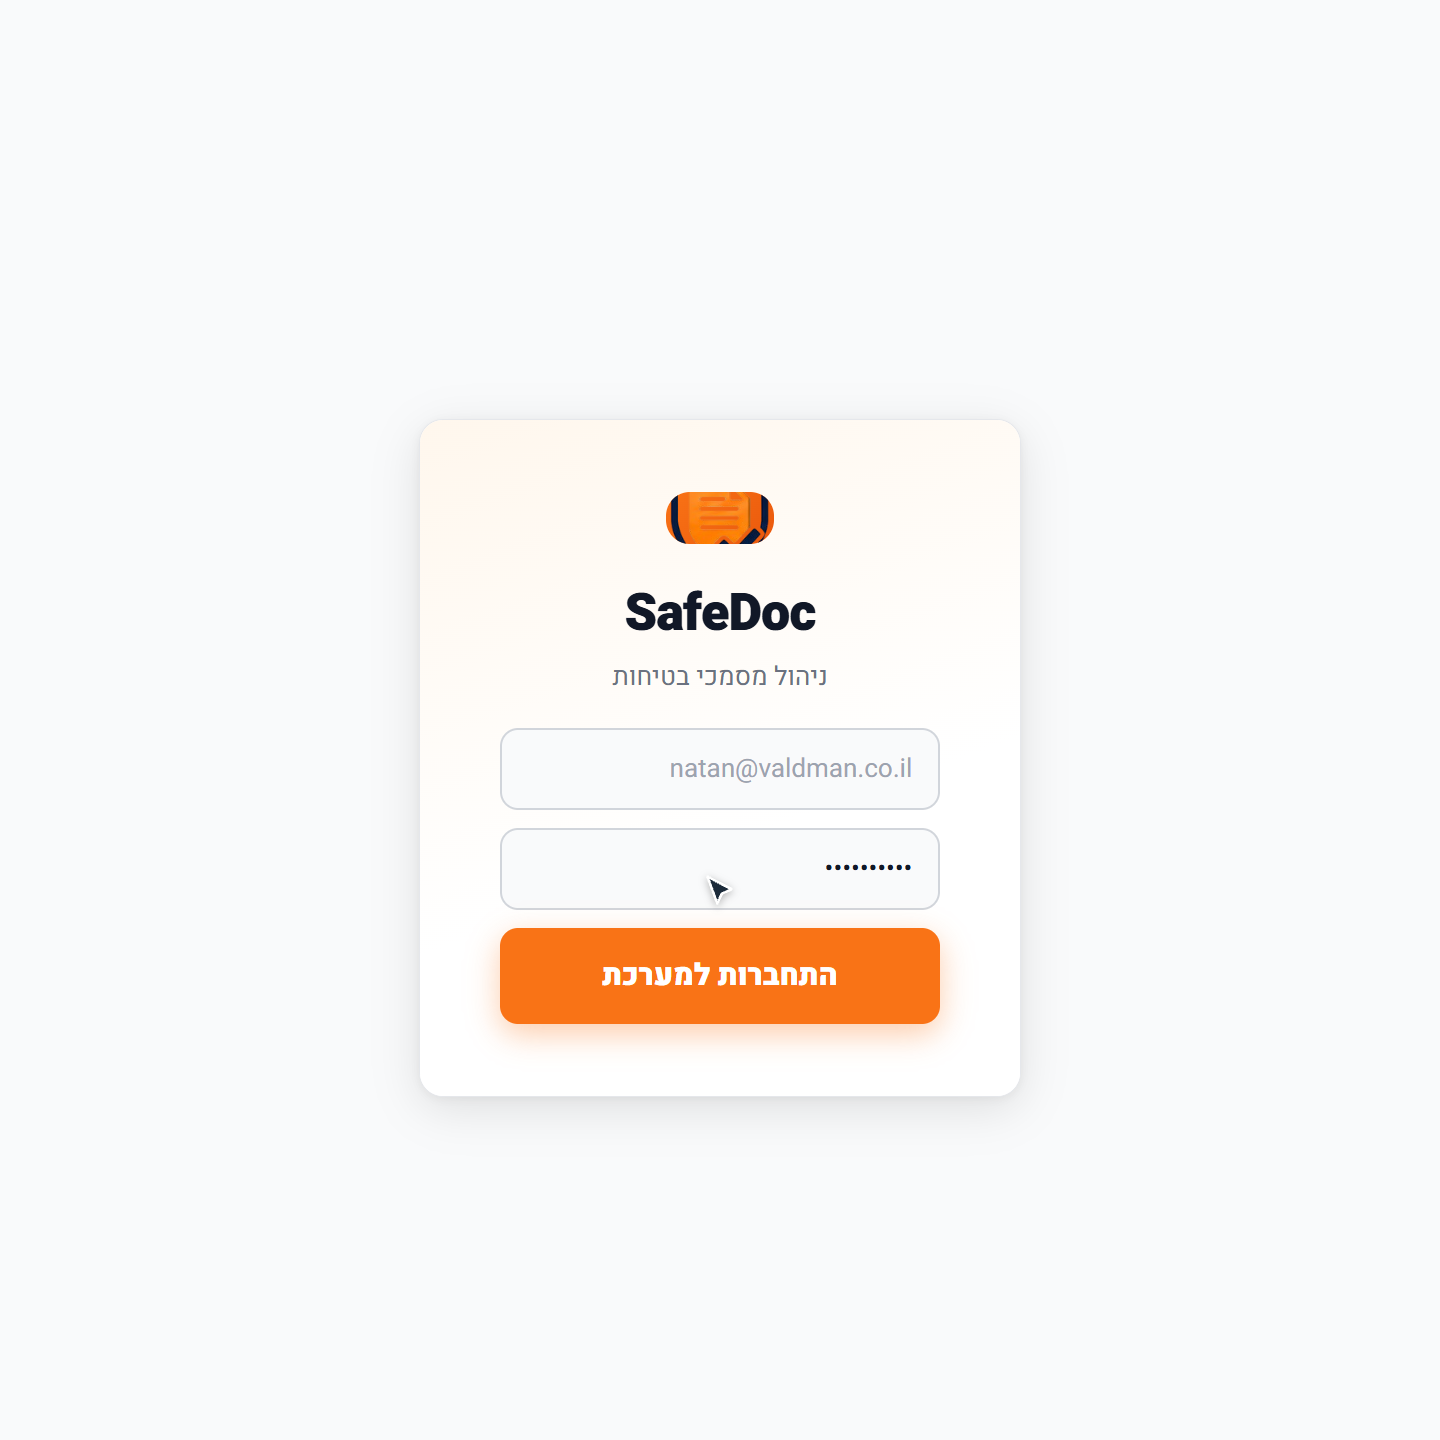 SafeDoc
ניהול מסמכי בטיחות
natan@valdman.co.il
••••••••••
התחברות למערכת